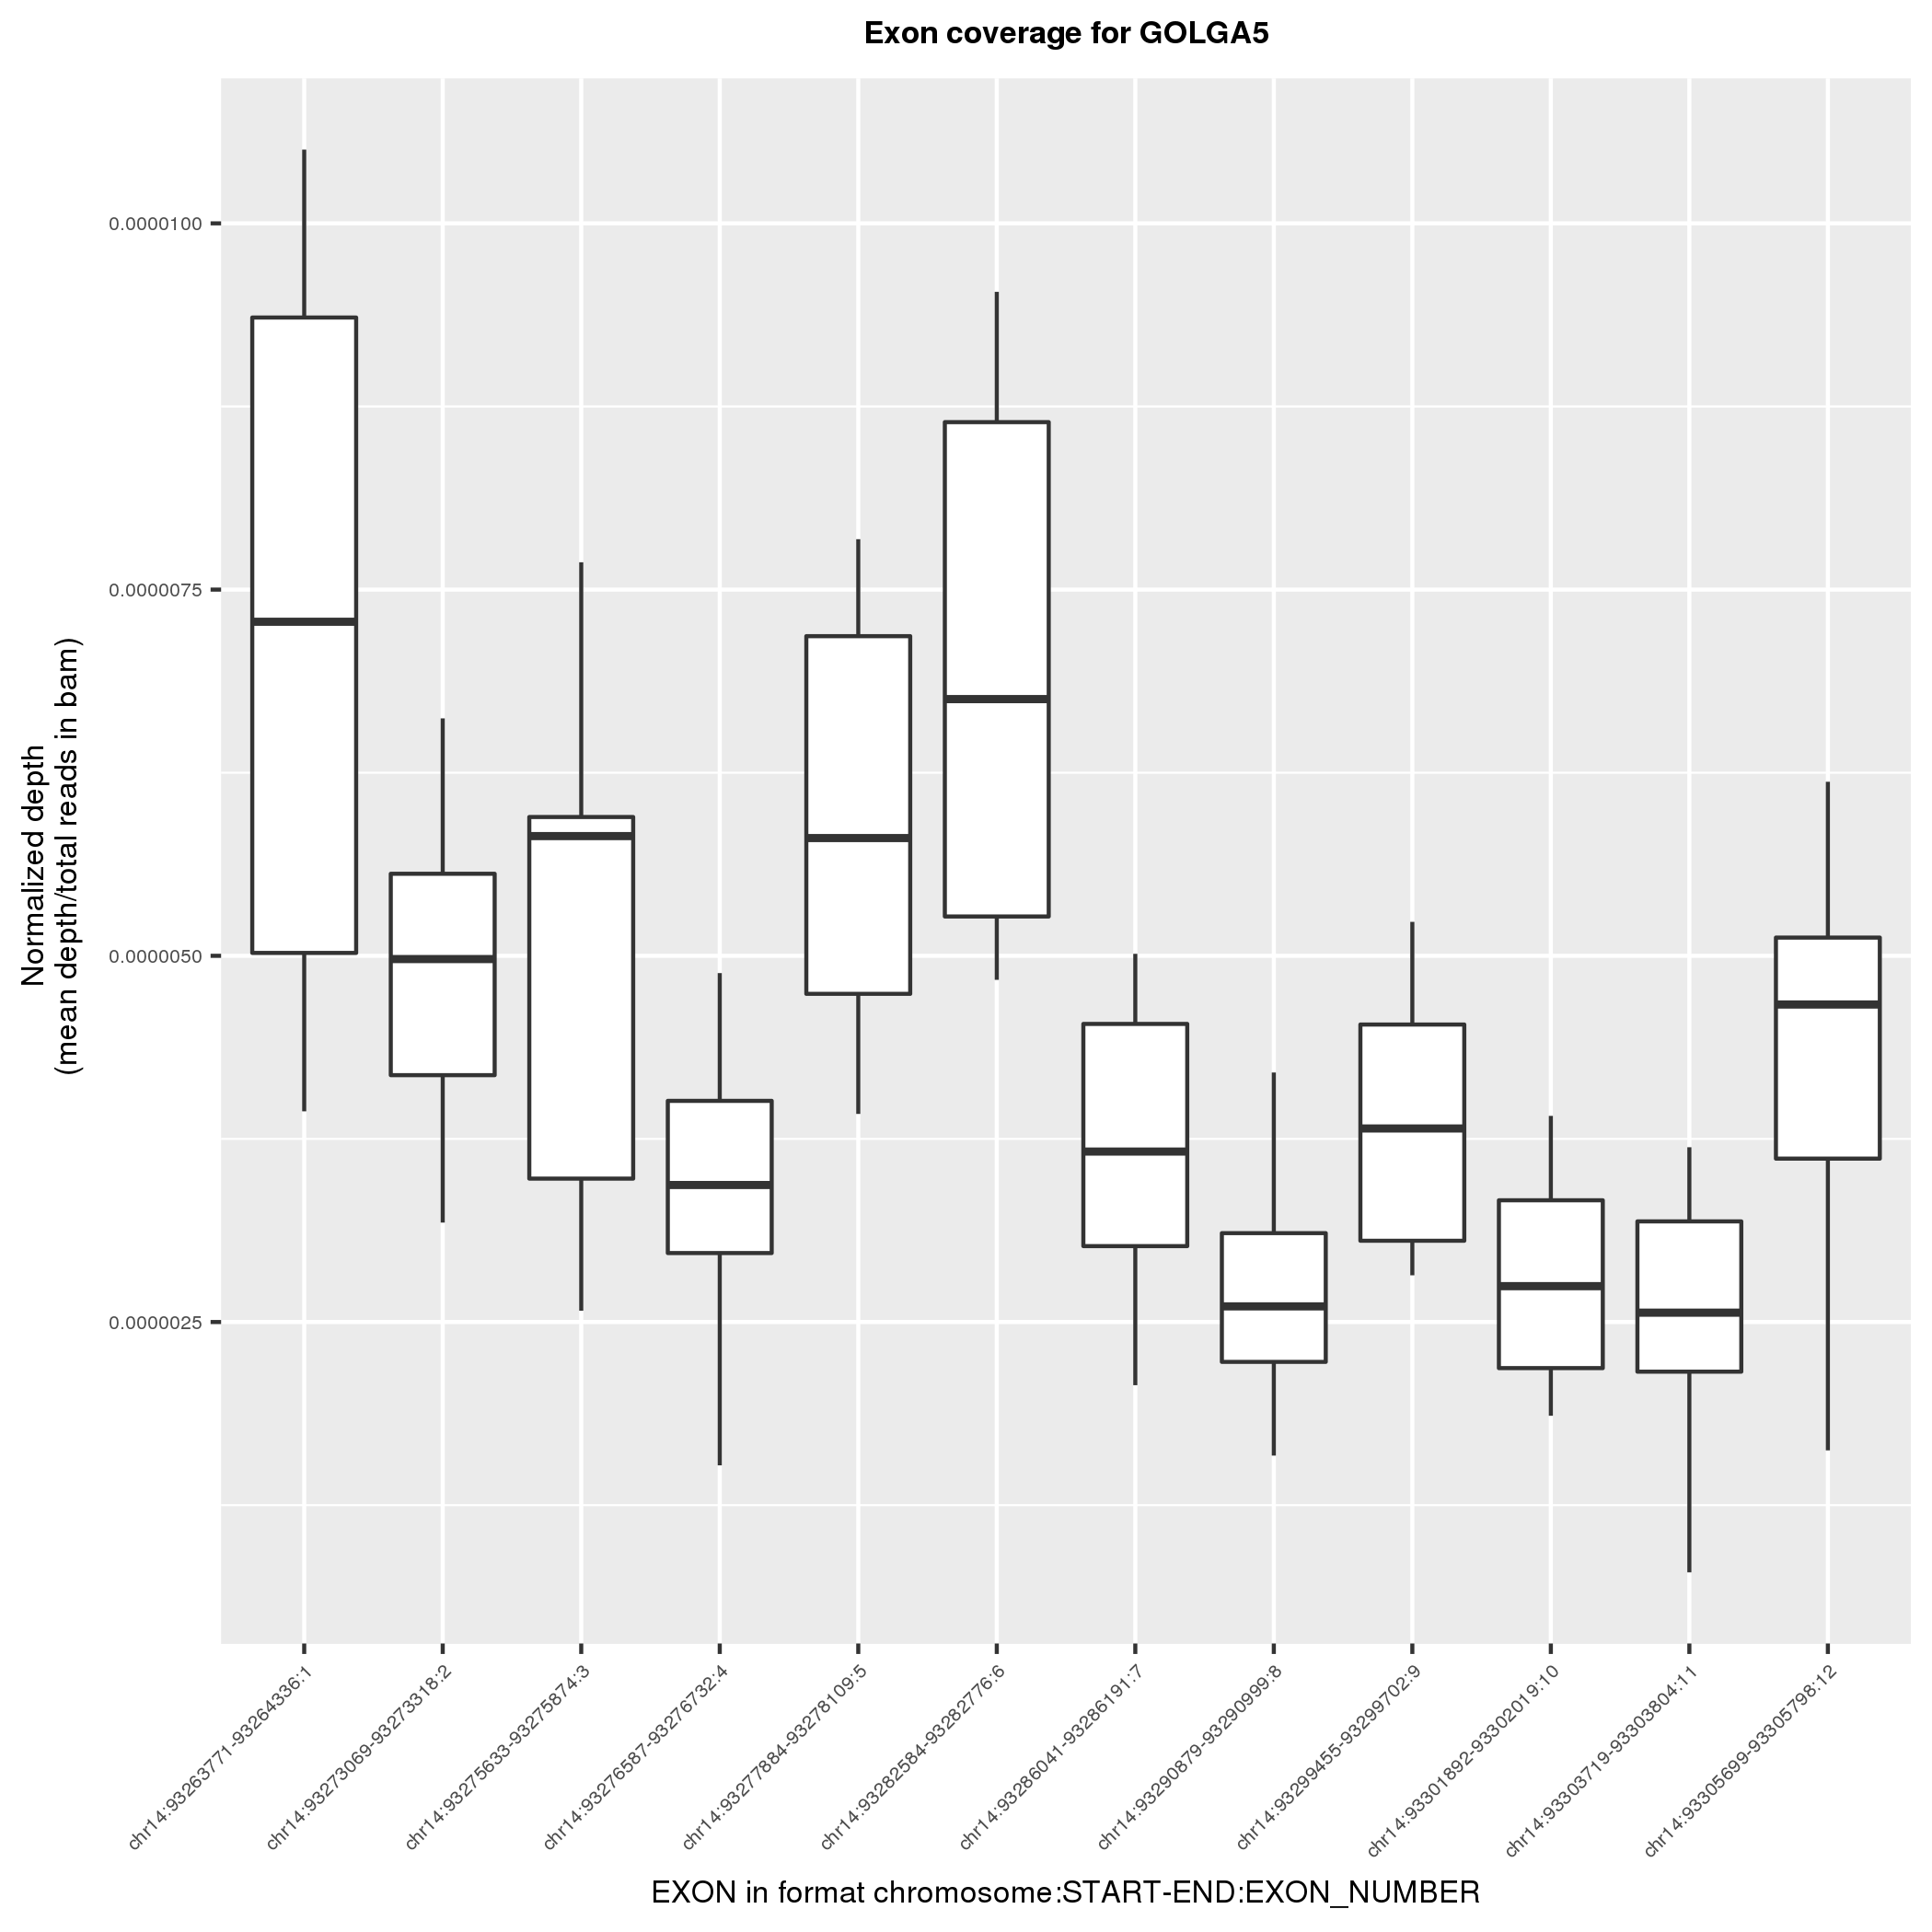 Exon coverage for GOLGA5
Normalized depth
(mean depth/total reads in bam)
0.0000100
0.0000075
0.0000050
0.0000025
chr14:93263771-93264336:1
chr14:93273069-93273318:2
chr14:93275633-93275874:3
chr14:93276587-93276732:4
chr14:93277884-93278109:5
chr14:93282584-93282776:6
chr14:93286041-93286191:7
chr14:93290879-93290999:8
chr14:93299455-93299702:9
chr14:93301892-93302019:10
chr14:93303719-93303804:11
chr14:93305699-93305798:12
EXON in format chromosome:START-END:EXON_NUMBER